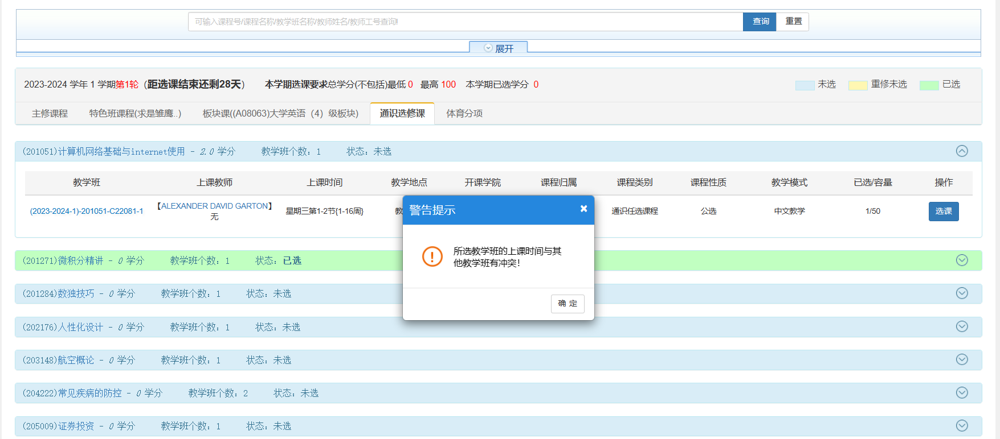 可输入课程号/课程名称/教学班名称/教师姓名/教师工号查询!
查询 重置
展开
2023-2024 学年 1 学期第1轮（距选课结束还剩28天） 本学期选课要求总学分(不包括)最低 0 最高 100 本学期已选学分 0
未选 重修未选 已选
主修课程 特色班课程(求是雏鹰..) 板块课((A08063)大学英语（4）级板块) 通识选修课 体育分项
(201051)计算机网络基础与internet使用 - 2.0 学分 教学班个数：1 状态：未选
教学班 上课教师 上课时间 教学地点 开课学院 课程归属 课程类别 课程性质 教学模式 已选/容量 操作
(2023-2024-1)-201051-C22081-1 【ALEXANDER DAVID GARTON】 星期三第1-2节{1-16周} 教 通识任选课程 公选 中文教学 1/50 选课
无
警告提示 ×
所选教学班的上课时间与其
他教学班有冲突！
确 定
(201271)微积分精讲 - 0 学分 教学班个数：1 状态：已选
(201284)数独技巧 - 0 学分 教学班个数：1 状态：未选
(202176)人性化设计 - 0 学分 教学班个数：1 状态：未选
(203148)航空概论 - 0 学分 教学班个数：1 状态：未选
(204222)常见疾病的防控 - 0 学分 教学班个数：2 状态：未选
(205009)证券投资 - 0 学分 教学班个数：1 状态：未选